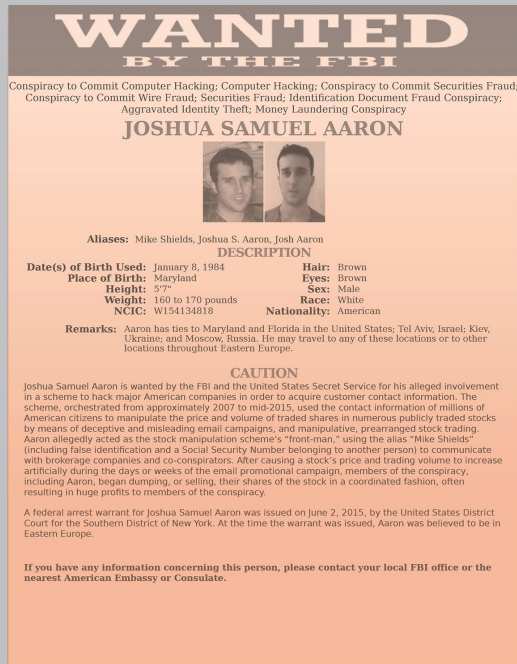 WANTED
BY THE FBI
Conspiracy to Commit Computer Hacking; Computer Hacking; Conspiracy to Commit Securities Fraud;
Conspiracy to Commit Wire Fraud; Securities Fraud; Identification Document Fraud Conspiracy;
Aggravated Identity Theft; Money Laundering Conspiracy
JOSHUA SAMUEL AARON
Aliases: Mike Shields, Joshua S. Aaron, Josh Aaron
DESCRIPTION
Date(s) of Birth Used: January 8, 1984 Hair: Brown
Place of Birth: Maryland Eyes: Brown
Height: 5'7" Sex: Male
Weight: 160 to 170 pounds Race: White
NCIC: W154134818 Nationality: American
Remarks: Aaron has ties to Maryland and Florida in the United States; Tel Aviv, Israel; Kiev,
Ukraine; and Moscow, Russia. He may travel to any of these locations or to other
locations throughout Eastern Europe.
CAUTION
Joshua Samuel Aaron is wanted by the FBI and the United States Secret Service for his alleged involvement
in a scheme to hack major American companies in order to acquire customer contact information. The
scheme, orchestrated from approximately 2007 to mid-2015, used the contact information of millions of
American citizens to manipulate the price and volume of traded shares in numerous publicly traded stocks
by means of deceptive and misleading email campaigns, and manipulative, prearranged stock trading.
Aaron allegedly acted as the stock manipulation scheme's “front-man,” using the alias “Mike Shields”
(including false identification and a Social Security Number belonging to another person) to communicate
with brokerage companies and co-conspirators. After causing a stock's price and trading volume to increase
artificially during the days or weeks of the email promotional campaign, members of the conspiracy,
including Aaron, began dumping, or selling, their shares of the stock in a coordinated fashion, often
resulting in huge profits to members of the conspiracy.
A federal arrest warrant for Joshua Samuel Aaron was issued on June 2, 2015, by the United States District
Court for the Southern District of New York. At the time the warrant was issued, Aaron was believed to be in
Eastern Europe.
If you have any information concerning this person, please contact your local FBI office or the
nearest American Embassy or Consulate.